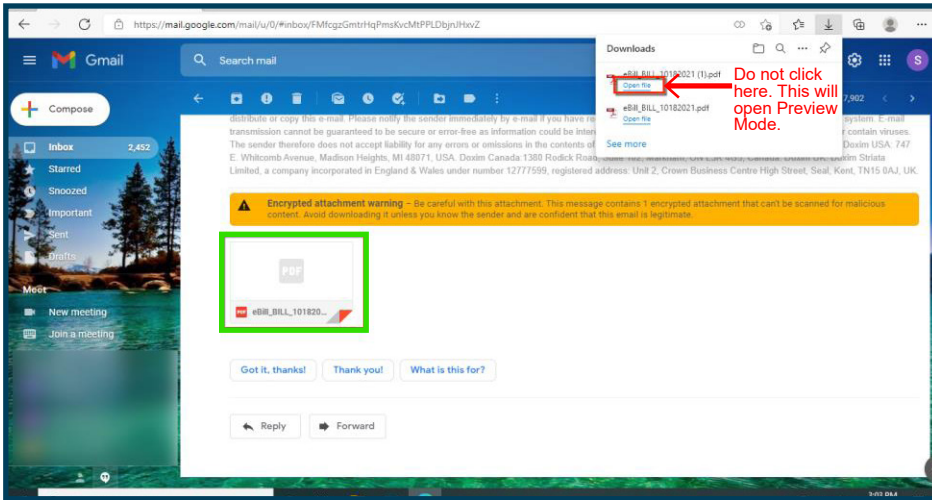 https://mail.google.com/mail/u/0/#inbox/FMfcgzGmtrHqPmsKvcMtPPLDbjnJHxvZ
Gmail
Search mail
Downloads
eBill_BILL_10182021 (1).pdf
Open file
eBill_BILL_10182021.pdf
Open file
See more
Do not click
here. This will
open Preview
Mode.
S
Compose
7,902
Inbox 2,452
Starred
Snoozed
Important
Sent
Drafts
Meet
New meeting
Join a meeting
distribute or copy this e-mail. Please notify the sender immediately by e-mail if you have re system. E-mail
transmission cannot be guaranteed to be secure or error-free as information could be inter r contain viruses.
The sender therefore does not accept liability for any errors or omissions in the contents of Doxim USA: 747
E. Whitcomb Avenue, Madison Heights, MI 48071, USA. Doxim Canada 1380 Rodick Road, Doxim Striata
Limited, a company incorporated in England & Wales under number 12777599, registered address: Unit 2, Crown Business Centre High Street, Seal, Kent, TN15 0AJ, UK.
Encrypted attachment warning – Be careful with this attachment. This message contains 1 encrypted attachment that can't be scanned for malicious
content. Avoid downloading it unless you know the sender and are confident that this email is legitimate.
PDF
PDF eBill_BILL_101820...
Got it, thanks! Thank you! What is this for?
Reply Forward